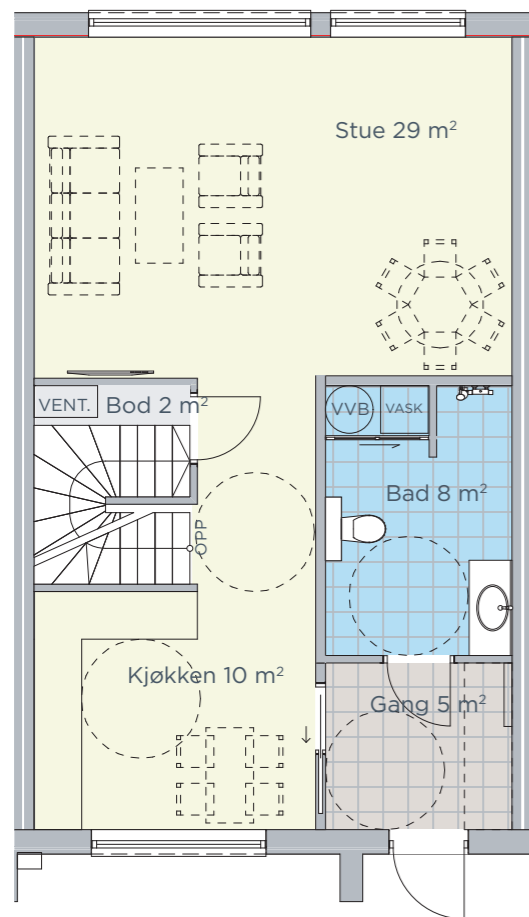 Stue 29 m²
VENT.
Bod 2 m²
VVB
VASK
Bad 8 m²
OPP
Kjøkken 10 m²
Gang 5 m²